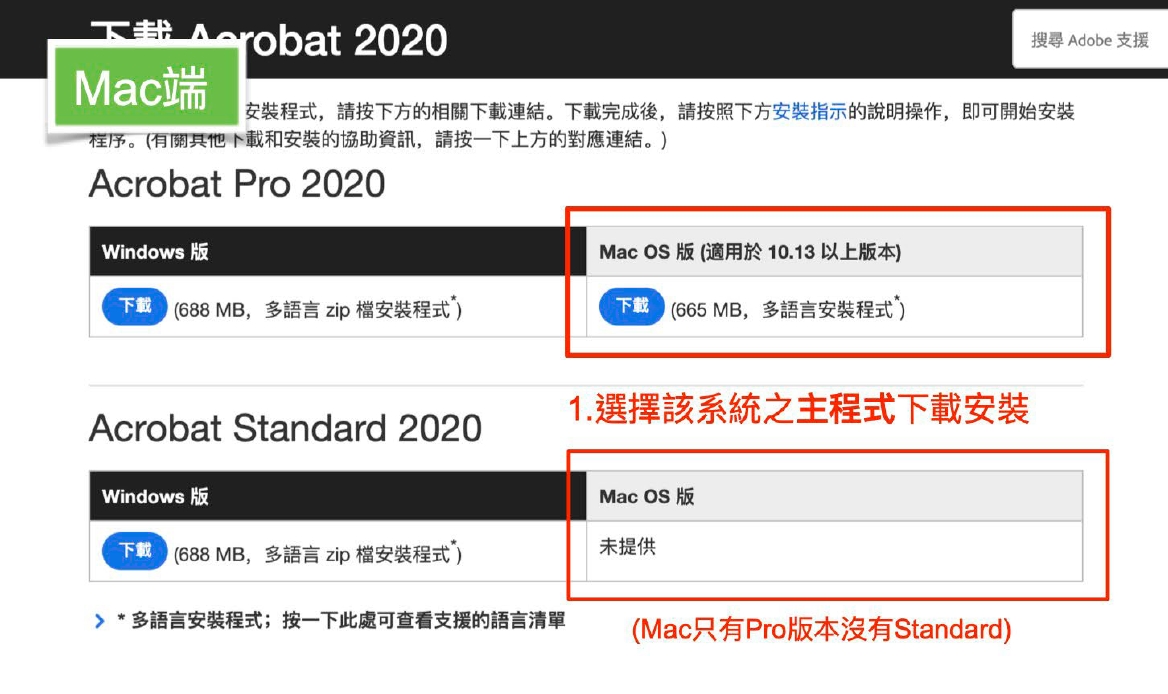 下載 Acrobat 2020
搜尋 Adobe 支援
Mac端
安裝程式，請按下方的相關下載連結。下載完成後，請按照下方安裝指示的說明操作，即可開始安裝
程序。(有關其他下載和安裝的協助資訊，請按一下上方的對應連結。)
Acrobat Pro 2020
Windows 版
Mac OS 版 (適用於 10.13 以上版本)
下載 (688 MB，多語言 zip 檔安裝程式*)
下載 (665 MB，多語言安裝程式*)
1.選擇該系統之主程式下載安裝
Acrobat Standard 2020
Windows 版
Mac OS 版
下載 (688 MB，多語言 zip 檔安裝程式*)
未提供
* 多語言安裝程式；按一下此處可查看支援的語言清單
(Mac只有Pro版本沒有Standard)